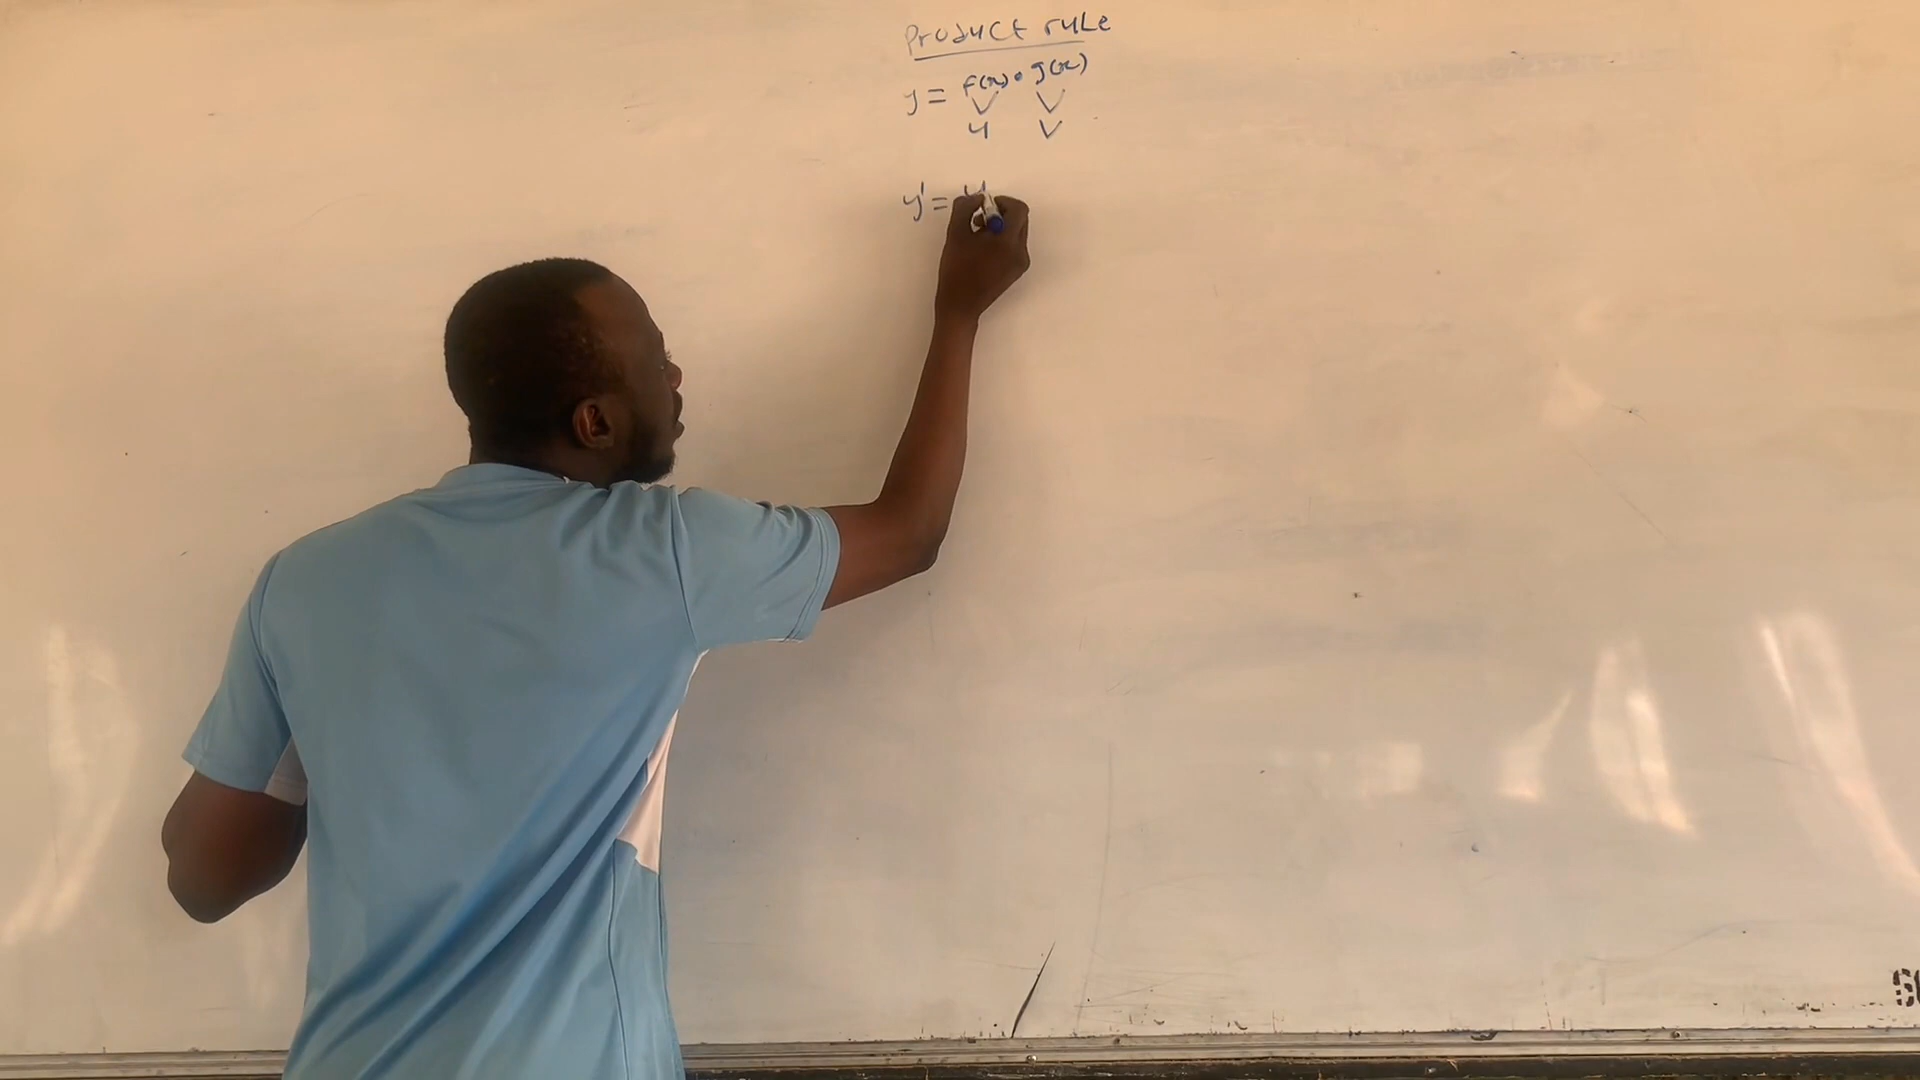 Product rule
y = f(x) • g(x)
u v
y' = u